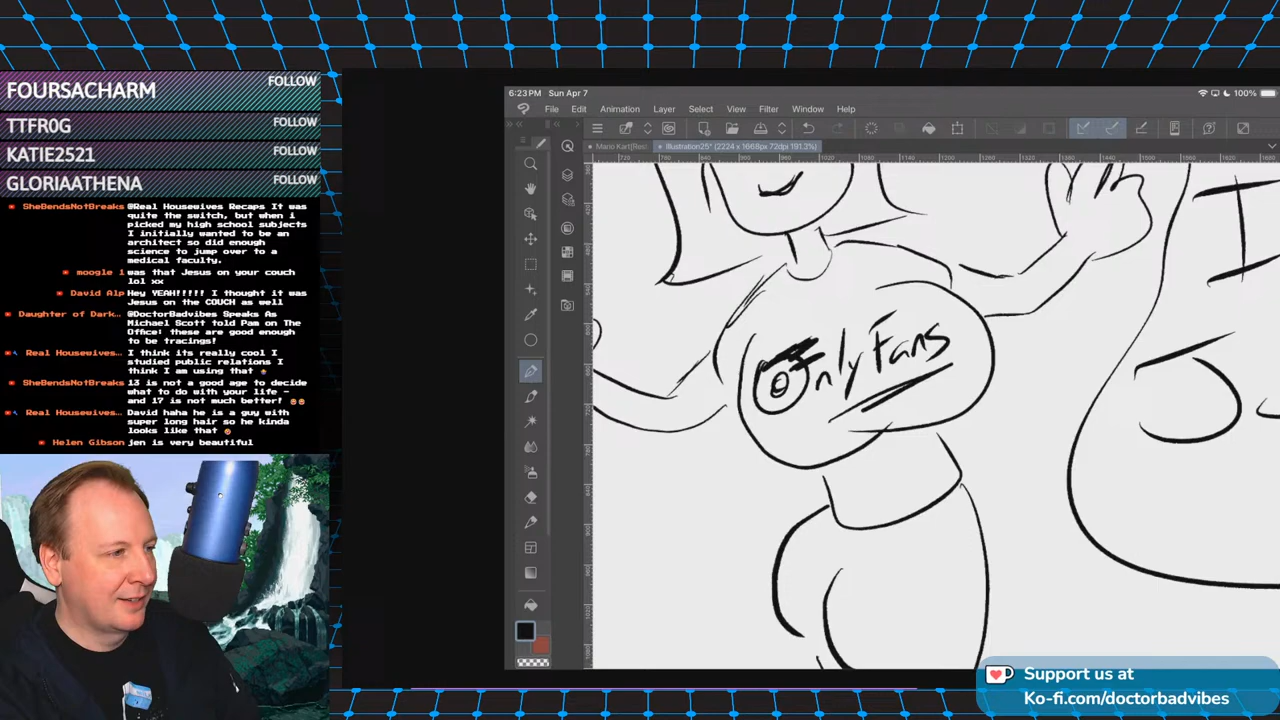 FOURSACHARM FOLLOW
TTFR0G FOLLOW
KATIE2521 FOLLOW
GLORIAATHENA FOLLOW
SheBendsNotBreaks @Real Housewives Recaps It was
quite the switch, but when i
picked my high school subjects
I initially wanted to be an
architect so did enough
science to jump over to a
medical faculty.
moogle 1 was that Jesus on your couch
lol xx
David Alp Hey YEAH!!!!! I thought it was
Jesus on the COUCH as well
Daughter of Dark… @DoctorBadvibes Speaks As
Michael Scott told Pam on The
Office: these are good enough
to be tracings!
Real Housewives… I think its really cool I
studied public relations I
think I am using that
SheBendsNotBreaks 13 is not a good age to decide
what to do with your life -
and 17 is not much better!
Real Housewives… David haha he is a guy with
super long hair so he kinda
looks like that
Helen Gibson jen is very beautiful
6:23 PM Sun Apr 7 100%
File Edit Animation Layer Select View Filter Window Help
Illustration25* (2224 x 1668px 72dpi 191.3%)
OnlyFans
Support us at
Ko-fi.com/doctorbadvibes